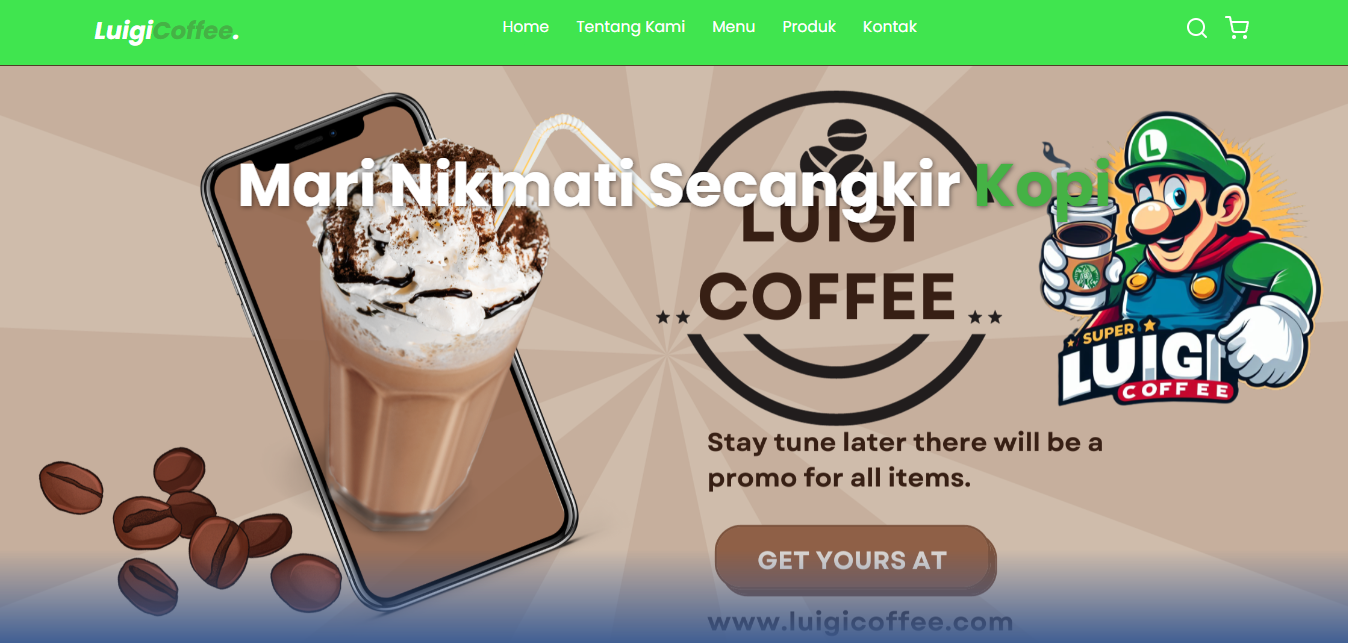 LuigiCoffee.
Home
Tentang Kami
Menu
Produk
Kontak
Mari Nikmati Secangkir Kopi
L
LUIGI
COFFEE
SUPER
LUIGI
COFFEE
Stay tune later there will be a
promo for all items.
GET YOURS AT
www.luigicoffee.com